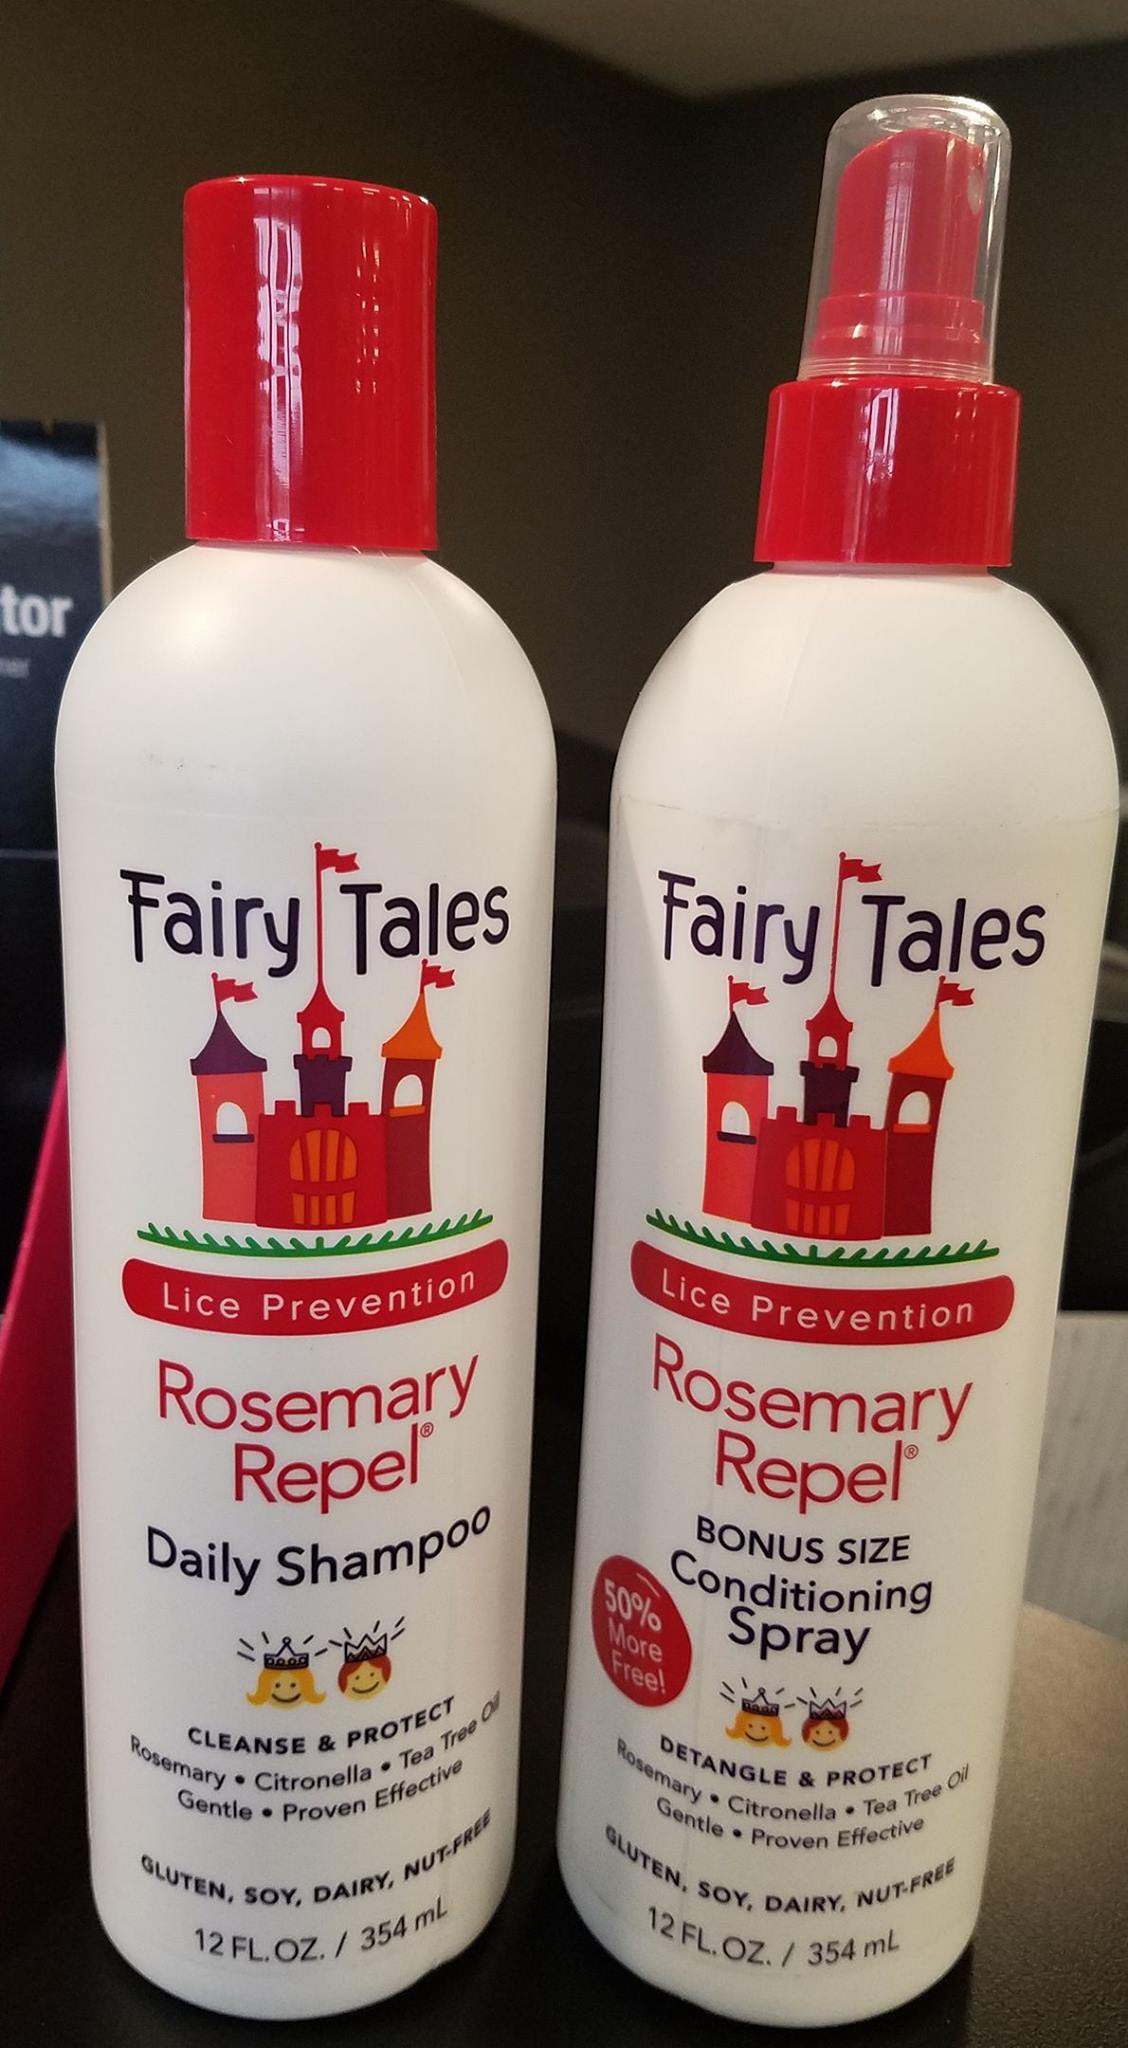 tor
Fairy Tales
Lice Prevention
Rosemary
Repel®
Daily Shampoo
CLEANSE & PROTECT
Rosemary • Citronella • Tea Tree Oil
Gentle • Proven Effective
GLUTEN, SOY, DAIRY, NUT-FREE
12 FL. OZ. / 354 mL
Fairy Tales
Lice Prevention
Rosemary
Repel®
BONUS SIZE
Conditioning
Spray
50%
More
Free!
DETANGLE & PROTECT
Rosemary • Citronella • Tea Tree Oil
Gentle • Proven Effective
GLUTEN, SOY, DAIRY, NUT-FREE
12 FL. OZ. / 354 mL